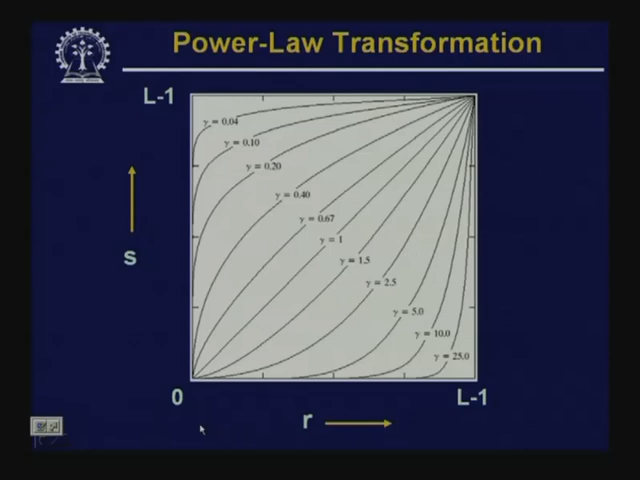 Power-Law Transformation
L-1
γ = 0.04
γ = 0.10
γ = 0.20
γ = 0.40
γ = 0.67
γ = 1
γ = 1.5
γ = 2.5
γ = 5.0
γ = 10.0
γ = 25.0
s
0
L-1
r